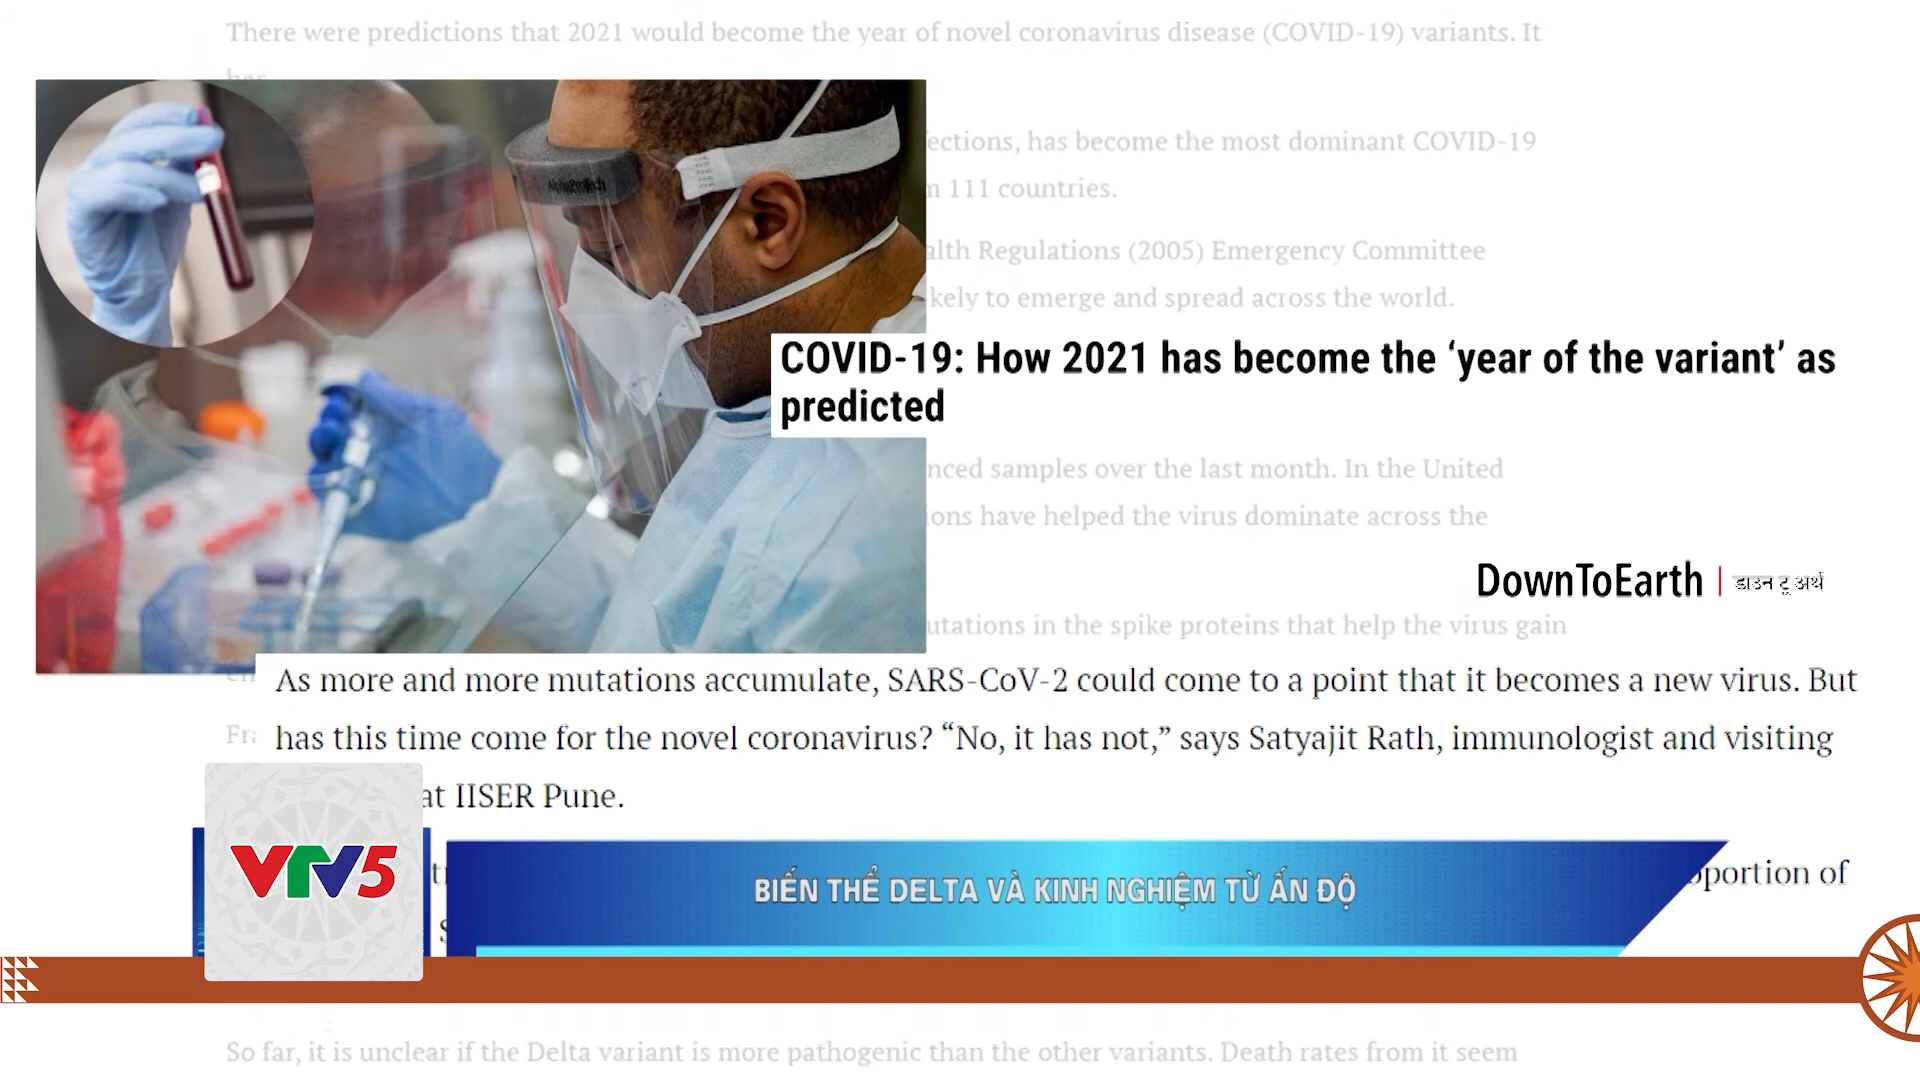 There were predictions that 2021 would become the year of novel coronavirus disease (COVID-19) variants. It
has
AlphaProTech
ections, has become the most dominant COVID-19
111 countries.
alth Regulations (2005) Emergency Committee
kely to emerge and spread across the world.
COVID-19: How 2021 has become the ‘year of the variant’ as
predicted
nced samples over the last month. In the United
ions have helped the virus dominate across the
DownToEarth | डाउन टू अर्थ
utations in the spike proteins that help the virus gain
As more and more mutations accumulate, SARS-CoV-2 could come to a point that it becomes a new virus. But
Fra
has this time come for the novel coronavirus? “No, it has not,” says Satyajit Rath, immunologist and visiting
at IISER Pune.
VTV5
portion of
BIẾN THỂ DELTA VÀ KINH NGHIỆM TỪ ẤN ĐỘ
So far, it is unclear if the Delta variant is more pathogenic than the other variants. Death rates from it seem